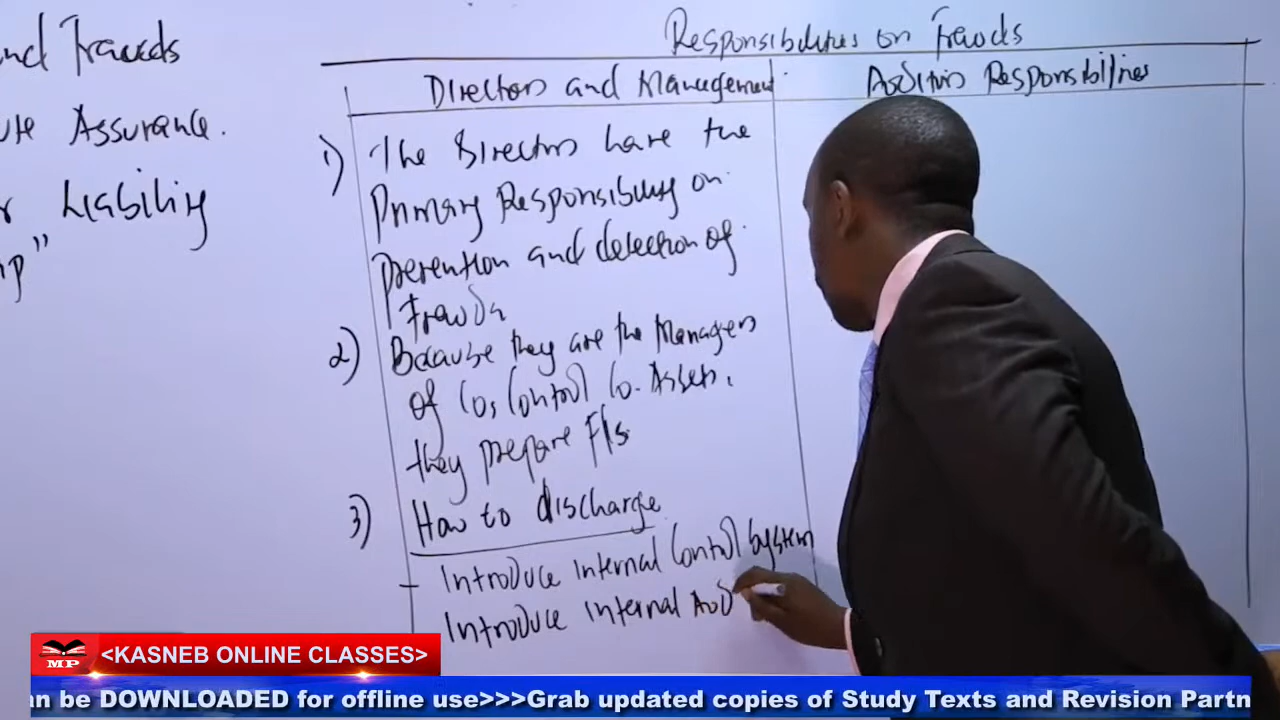 nd Frauds
ute Assurance.
r Liability
p"
Responsibilities on Frauds
Directors and Management
Auditors Responsibilities
1) The Directors have the
Primary Responsibility on
Prevention and detection of
Frauds
2) Because they are the Managers
of Cos, Control Co. Assets,
they prepare F/s.
3) How to discharge
- Introduce internal Control System
Introduce internal Aud
MP
<KASNEB ONLINE CLASSES>
an be DOWNLOADED for offline use>>>Grab updated copies of Study Texts and Revision Partn